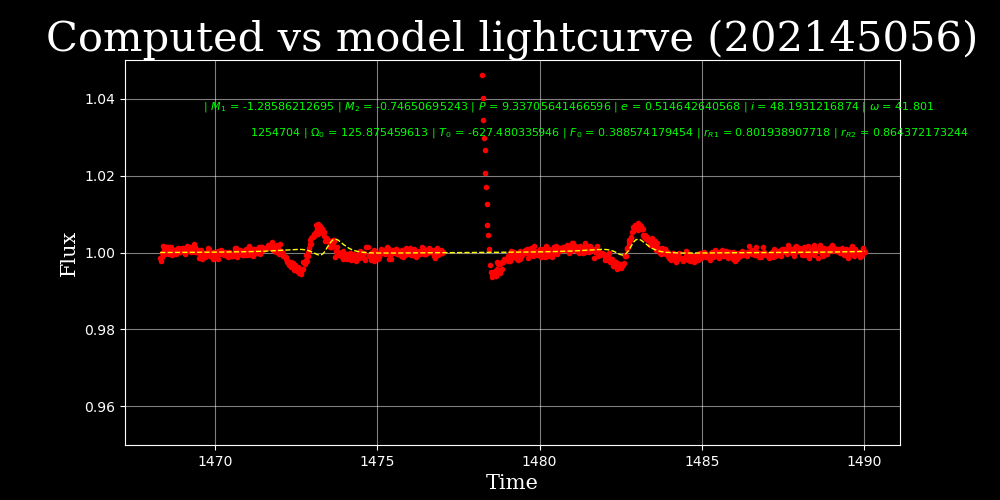 Computed vs model lightcurve (202145056)
| M₁ = -1.28586212695 | M₂ = -0.74650695243 | P = 9.33705641466596 | e = 0.514642640568 | i = 48.1931216874 | ω = 41.801
1254704 | Ω₀ = 125.875459613 | T₀ = -627.480335946 | F₀ = 0.388574179454 | r_R1 = 0.801938907718 | r_R2 = 0.864372173244
1.04
1.02
1.00
0.98
0.96
Flux
1470 1475 1480 1485 1490
Time